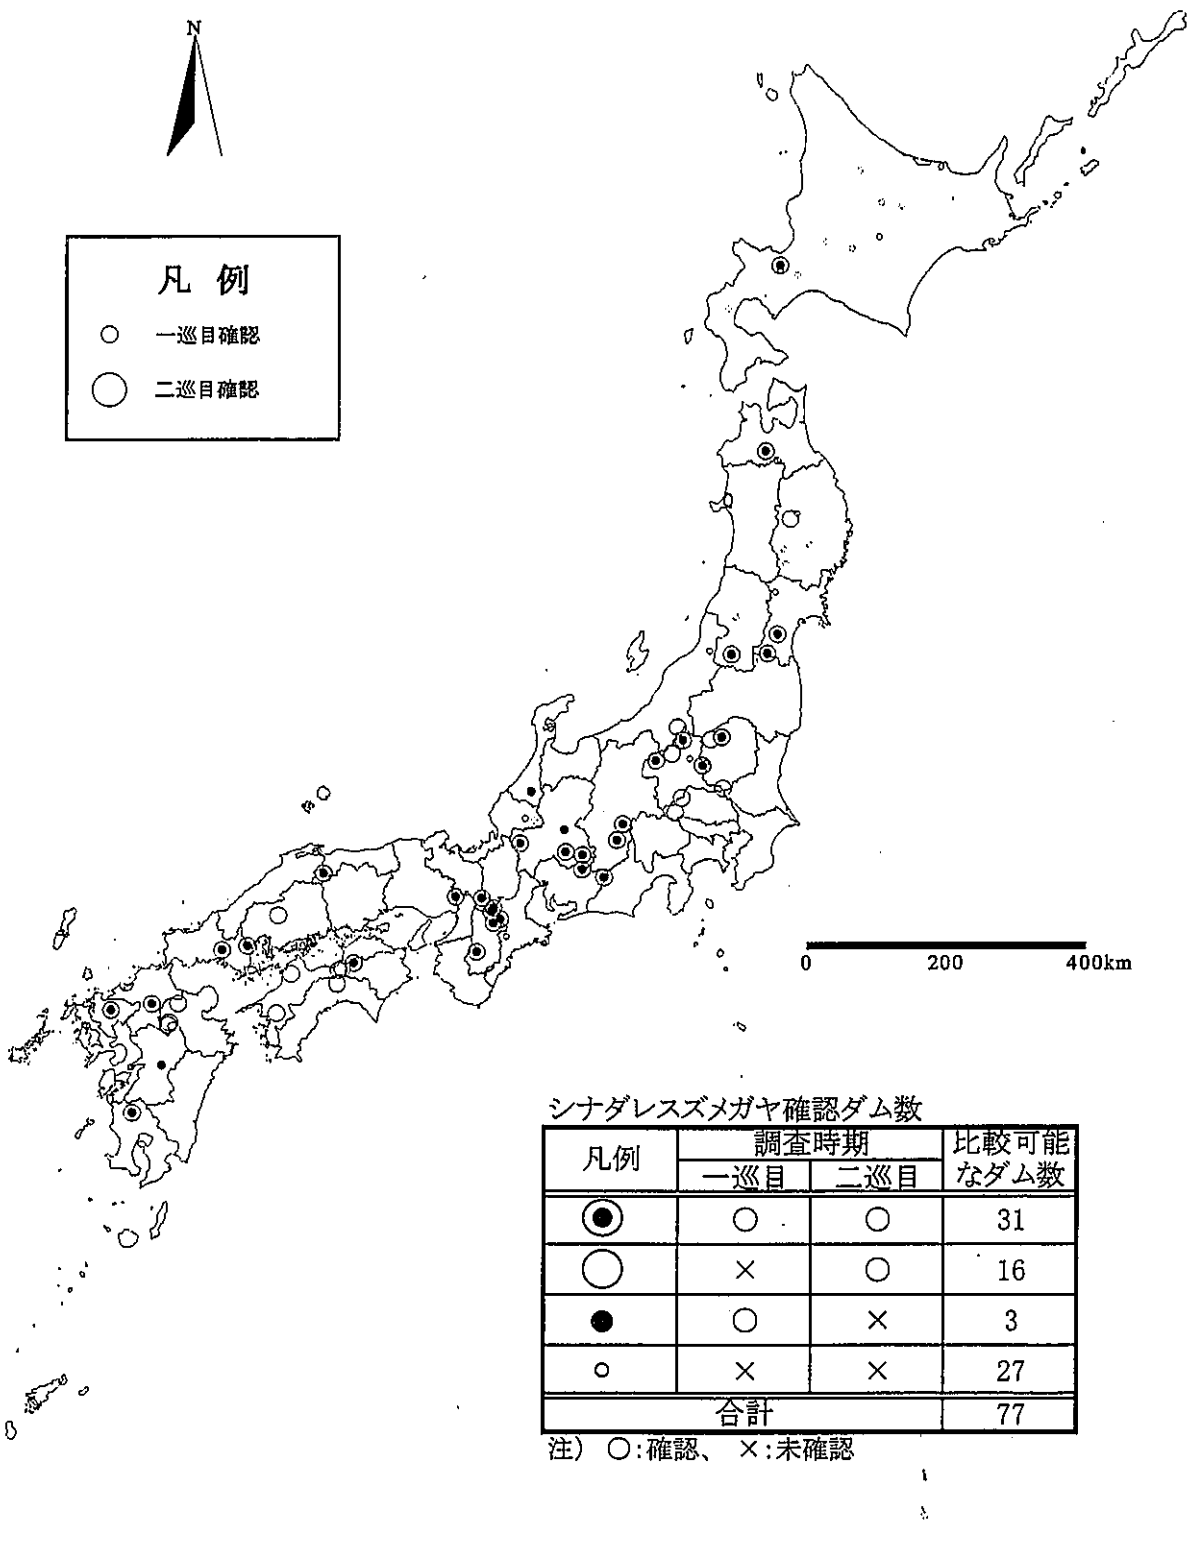 N
凡 例
一巡目確認
二巡目確認
0 200 400km
シナダレスズメガヤ確認ダム数
凡例 調査時期 比較可能なダム数
一巡目 二巡目
○ ○ 31
× ○ 16
○ × 3
× × 27
合計 77
注) ○:確認、 ×:未確認